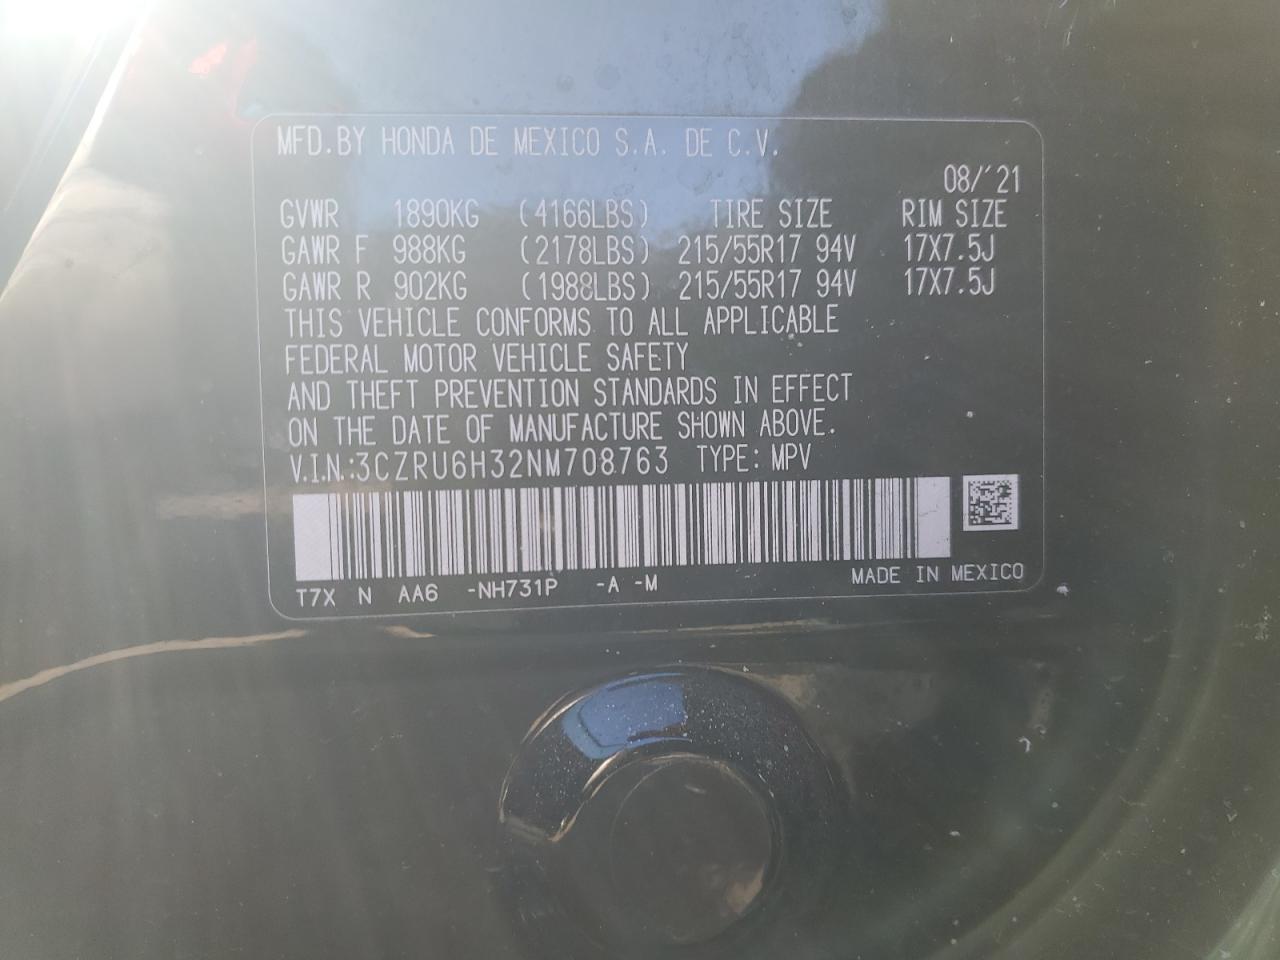 MFD.BY HONDA DE MEXICO S.A. DE C.V.
08/'21
GVWR 1890KG (4166LBS) TIRE SIZE RIM SIZE
GAWR F 988KG (2178LBS) 215/55R17 94V 17X7.5J
GAWR R 902KG (1988LBS) 215/55R17 94V 17X7.5J
THIS VEHICLE CONFORMS TO ALL APPLICABLE
FEDERAL MOTOR VEHICLE SAFETY
AND THEFT PREVENTION STANDARDS IN EFFECT
ON THE DATE OF MANUFACTURE SHOWN ABOVE.
V.I.N.:3CZRU6H32NM708763 TYPE: MPV
T7X N AA6 -NH731P -A -M MADE IN MEXICO